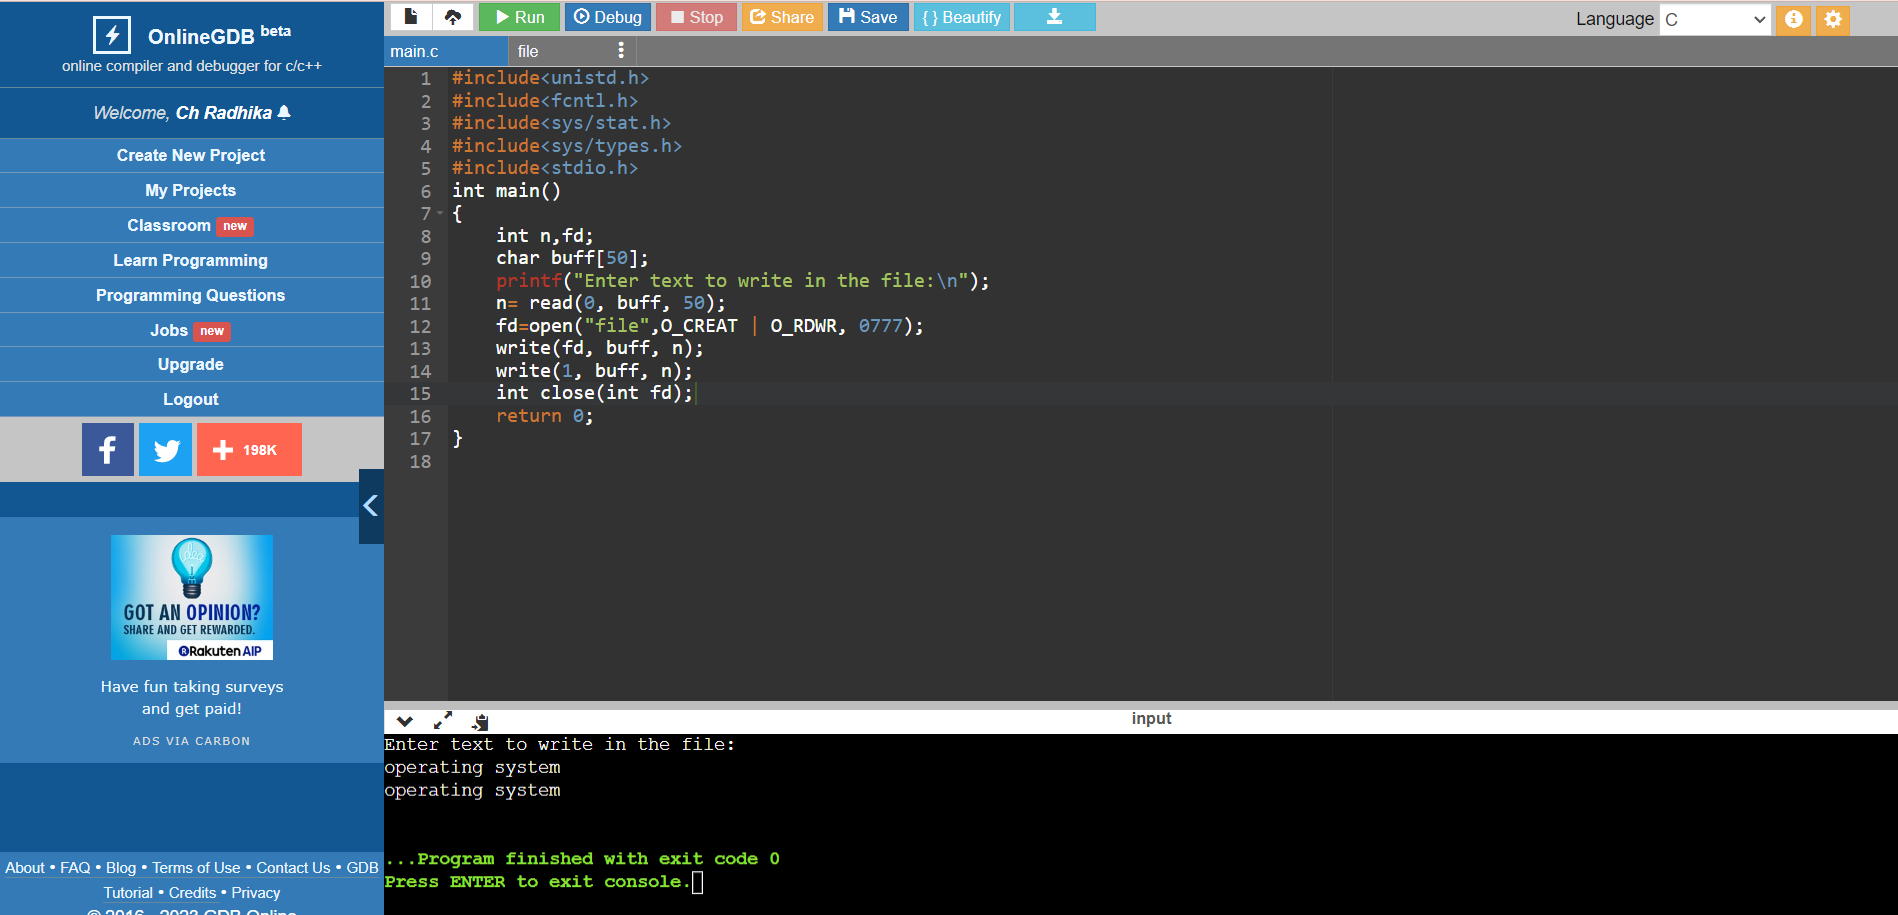 OnlineGDB beta
online compiler and debugger for c/c++
Welcome, Ch Radhika
Create New Project
My Projects
Classroom new
Learn Programming
Programming Questions
Jobs new
Upgrade
Logout
198K
idea
GOT AN OPINION?
SHARE AND GET REWARDED.
Rakuten AIP
Have fun taking surveys
and get paid!
ADS VIA CARBON
About • FAQ • Blog • Terms of Use • Contact Us • GDB
Tutorial • Credits • Privacy
© 2016 - 2023 GDB Online
Run Debug Stop Share Save { } Beautify
Language C
main.c file
1 #include<unistd.h>
2 #include<fcntl.h>
3 #include<sys/stat.h>
4 #include<sys/types.h>
5 #include<stdio.h>
6 int main()
7 {
8 int n,fd;
9 char buff[50];
10 printf("Enter text to write in the file:\n");
11 n= read(0, buff, 50);
12 fd=open("file",O_CREAT | O_RDWR, 0777);
13 write(fd, buff, n);
14 write(1, buff, n);
15 int close(int fd);
16 return 0;
17 }
18
input
Enter text to write in the file:
operating system
operating system
...Program finished with exit code 0
Press ENTER to exit console.